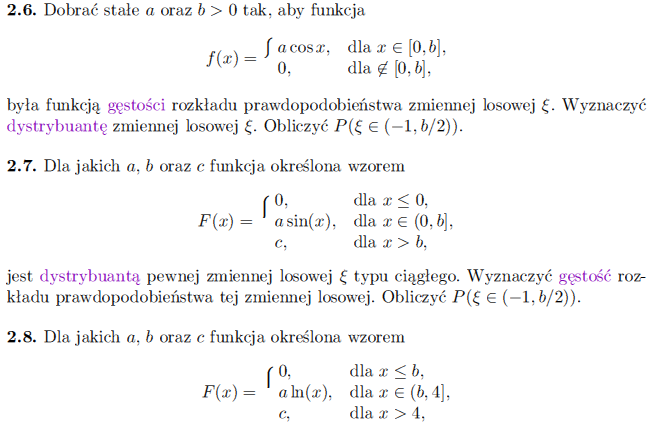 2.6. Dobrać stałe a oraz b > 0 tak, aby funkcja
f(x) = { a cos x, dla x ∈ [0, b],
0, dla ∉ [0, b],
była funkcją gęstości rozkładu prawdopodobieństwa zmiennej losowej ξ. Wyznaczyć
dystrybuantę zmiennej losowej ξ. Obliczyć P(ξ ∈ (−1, b/2)).
2.7. Dla jakich a, b oraz c funkcja określona wzorem
F(x) = { 0, dla x ≤ 0,
a sin(x), dla x ∈ (0, b],
c, dla x > b,
jest dystrybuantą pewnej zmiennej losowej ξ typu ciągłego. Wyznaczyć gęstość roz-
kładu prawdopodobieństwa tej zmiennej losowej. Obliczyć P(ξ ∈ (−1, b/2)).
2.8. Dla jakich a, b oraz c funkcja określona wzorem
F(x) = { 0, dla x ≤ b,
a ln(x), dla x ∈ (b, 4],
c, dla x > 4,